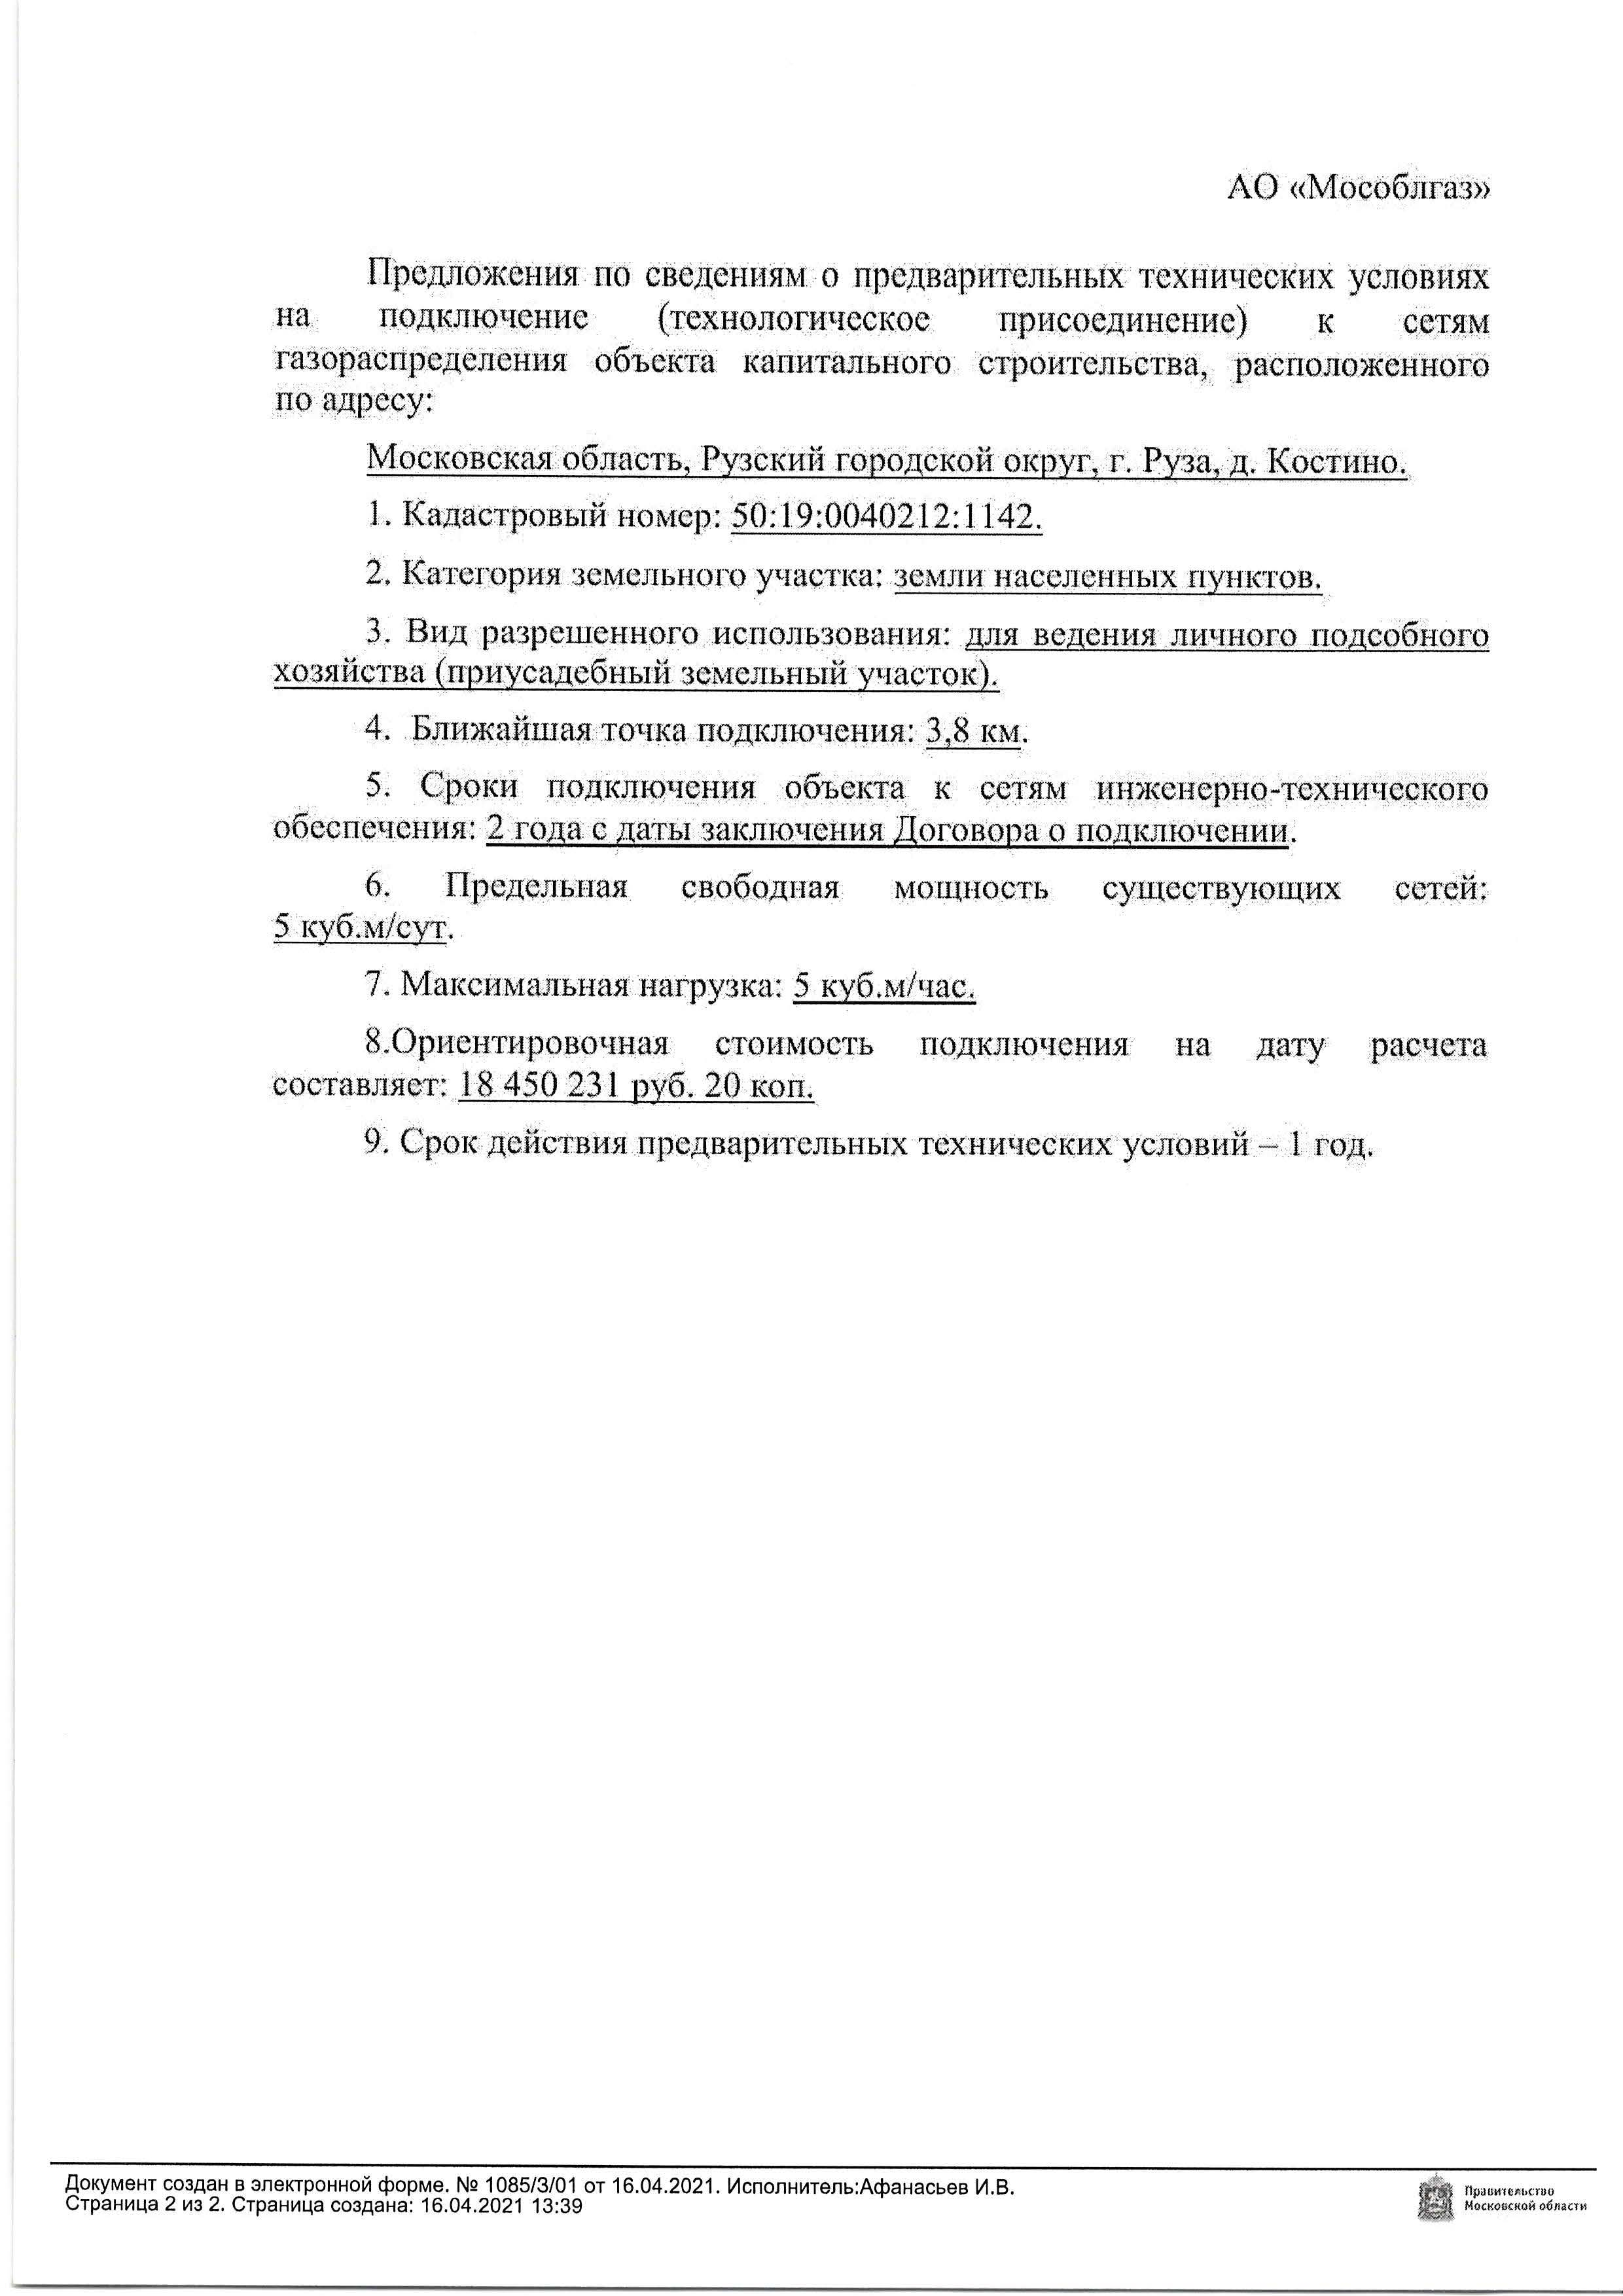 АО «Мособлгаз»
Предложения по сведениям о предварительных технических условиях
на подключение (технологическое присоединение) к сетям
газораспределения объекта капитального строительства, расположенного
по адресу:
Московская область, Рузский городской округ, г. Руза, д. Костино.
1. Кадастровый номер: 50:19:0040212:1142.
2. Категория земельного участка: земли населенных пунктов.
3. Вид разрешенного использования: для ведения личного подсобного
хозяйства (приусадебный земельный участок).
4. Ближайшая точка подключения: 3,8 км.
5. Сроки подключения объекта к сетям инженерно-технического
обеспечения: 2 года с даты заключения Договора о подключении.
6. Предельная свободная мощность существующих сетей:
5 куб.м/сут.
7. Максимальная нагрузка: 5 куб.м/час.
8.Ориентировочная стоимость подключения на дату расчета
составляет: 18 450 231 руб. 20 коп.
9. Срок действия предварительных технических условий – 1 год.
Документ создан в электронной форме. № 1085/3/01 от 16.04.2021. Исполнитель:Афанасьев И.В.
Страница 2 из 2. Страница создана: 16.04.2021 13:39
Правительство
Московской области